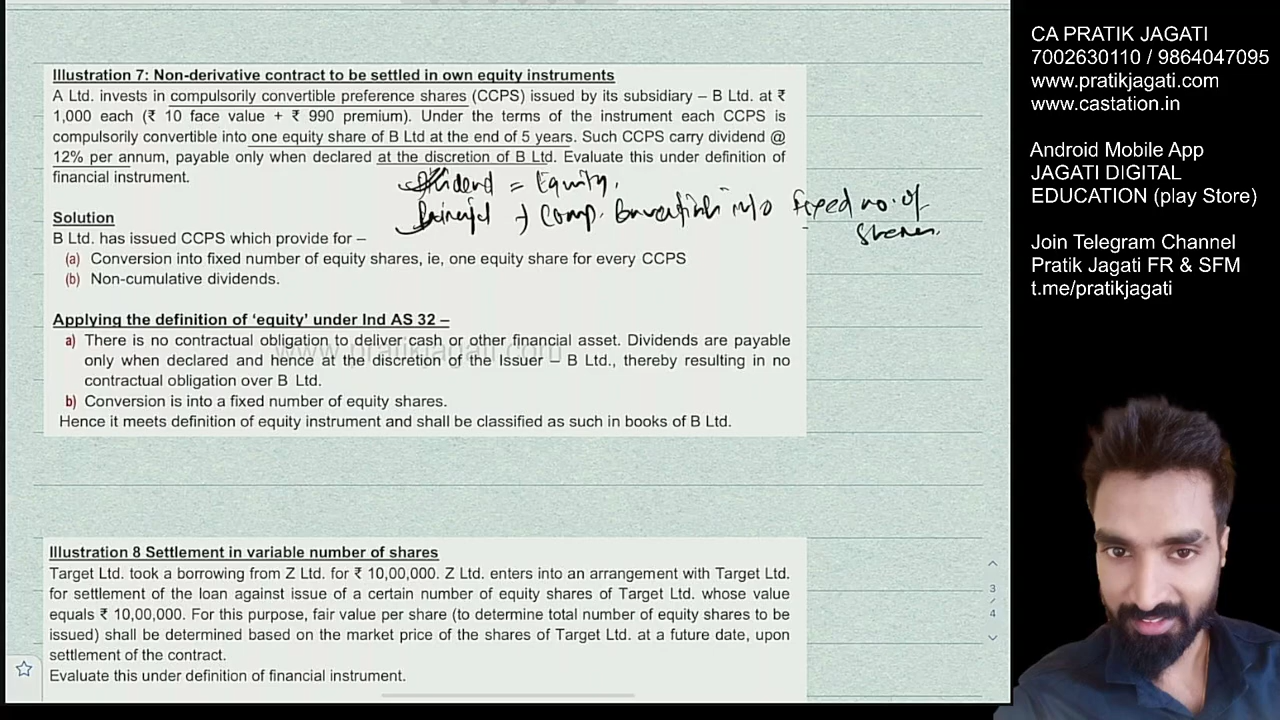 Illustration 7: Non-derivative contract to be settled in own equity instruments
A Ltd. invests in compulsorily convertible preference shares (CCPS) issued by its subsidiary – B Ltd. at ₹
1,000 each (₹ 10 face value + ₹ 990 premium). Under the terms of the instrument each CCPS is
compulsorily convertible into one equity share of B Ltd at the end of 5 years. Such CCPS carry dividend @
12% per annum, payable only when declared at the discretion of B Ltd. Evaluate this under definition of
financial instrument.
Dividend = Equity.
Comp. into fixed no. of
shares.
Solution
B Ltd. has issued CCPS which provide for –
(a) Conversion into fixed number of equity shares, ie, one equity share for every CCPS
(b) Non-cumulative dividends.
Applying the definition of 'equity' under Ind AS 32 –
a) There is no contractual obligation to deliver cash or other financial asset. Dividends are payable
only when declared and hence at the discretion of the Issuer – B Ltd., thereby resulting in no
contractual obligation over B Ltd.
b) Conversion is into a fixed number of equity shares.
Hence it meets definition of equity instrument and shall be classified as such in books of B Ltd.
www.pratikjagati.com
Illustration 8 Settlement in variable number of shares
Target Ltd. took a borrowing from Z Ltd. for ₹ 10,00,000. Z Ltd. enters into an arrangement with Target Ltd.
for settlement of the loan against issue of a certain number of equity shares of Target Ltd. whose value
equals ₹ 10,00,000. For this purpose, fair value per share (to determine total number of equity shares to be
issued) shall be determined based on the market price of the shares of Target Ltd. at a future date, upon
settlement of the contract.
Evaluate this under definition of financial instrument.
3
/
4
CA PRATIK JAGATI
7002630110 / 9864047095
www.pratikjagati.com
www.castation.in
Android Mobile App
JAGATI DIGITAL
EDUCATION (play Store)
Join Telegram Channel
Pratik Jagati FR & SFM
t.me/pratikjagati